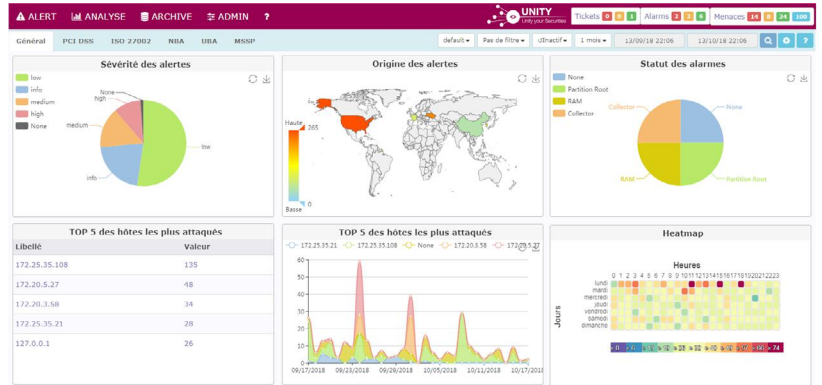 ALERT ANALYSE ARCHIVE ADMIN ?
UNITY
Unify your Securities
Tickets 0 0 1 Alarms 2 3 6 Menaces 14 8 24 100
Général PCI DSS ISO 27002 NBA UBA MSSP
default Pas de filtre Inactif 1 mois 13/09/18 22:06 13/10/18 22:06
Sévérité des alertes
low
info
medium
high
None
None
high
medium
info
low
Origine des alertes
Haute 265
Basse 0
Statut des alarmes
None
Partition Root
RAM
Collector
Collector
None
RAM
Partition Root
TOP 5 des hôtes les plus attaqués
Libellé Valeur
172.25.35.108 135
172.20.5.27 48
172.20.3.58 34
172.25.35.21 28
127.0.0.1 26
TOP 5 des hôtes les plus attaqués
172.25.35.21 172.25.35.108 None 172.20.3.58 172.20.5.27
60
50
40
30
20
10
0
09/17/2018 09/23/2018 09/29/2018 10/05/2018 10/11/2018 10/17/2018
Heatmap
Heures
0 1 2 3 4 5 6 7 8 9 10 11 12 13 14 15 16 17 18 19 20 21 22 23
Jours
lundi
mardi
mercredi
jeudi
vendredi
samedi
dimanche
> 74